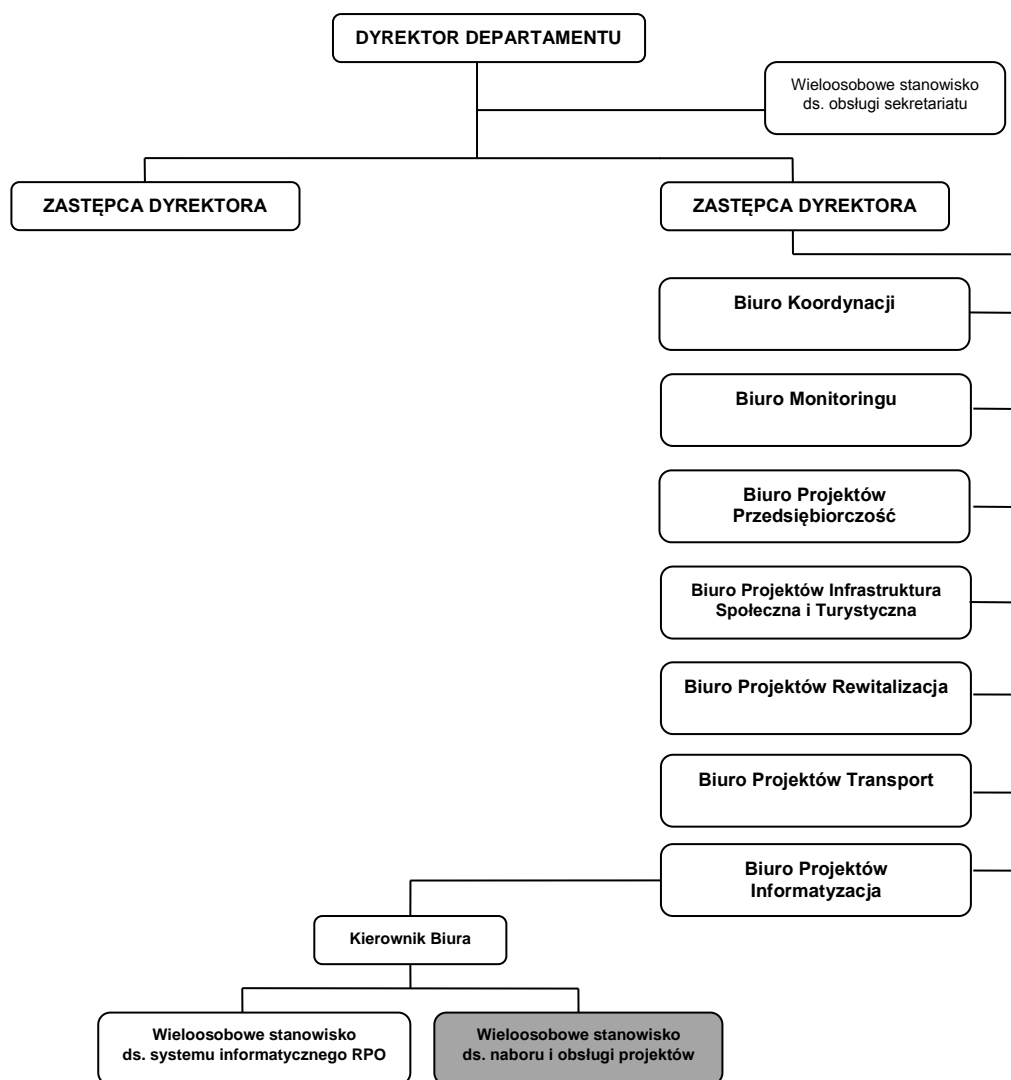 DYREKTOR DEPARTAMENTU
Wieloosobowe stanowisko
ds. obsługi sekretariatu
ZASTĘPCA DYREKTORA
ZASTĘPCA DYREKTORA
Biuro Koordynacji
Biuro Monitoringu
Biuro Projektów
Przedsiębiorczość
Biuro Projektów Infrastruktura
Społeczna i Turystyczna
Biuro Projektów Rewitalizacja
Biuro Projektów Transport
Biuro Projektów
Informatyzacja
Kierownik Biura
Wieloosobowe stanowisko
ds. systemu informatycznego RPO
Wieloosobowe stanowisko
ds. naboru i obsługi projektów